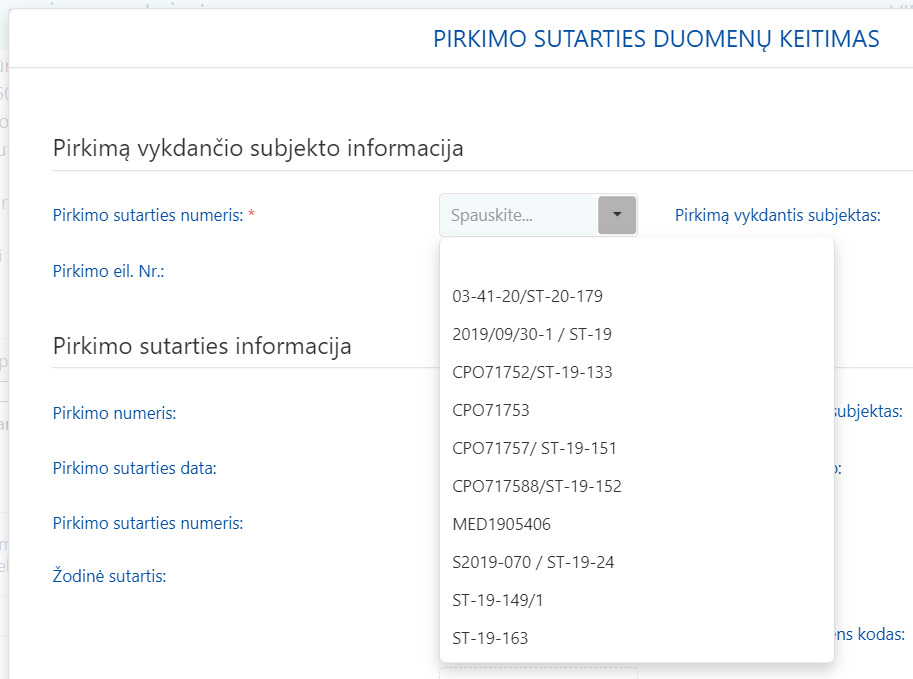 PIRKIMO SUTARTIES DUOMENŲ KEITIMAS
Pirkimą vykdančio subjekto informacija
Pirkimo sutarties numeris: *
Spauskite...
Pirkimą vykdantis subjektas:
Pirkimo eil. Nr.:
03-41-20/ST-20-179
2019/09/30-1 / ST-19
Pirkimo sutarties informacija
CPO71752/ST-19-133
Pirkimo numeris:
CPO71753
subjektas:
CPO71757/ ST-19-151
Pirkimo sutarties data:
CPO717588/ST-19-152
Pirkimo sutarties numeris:
MED1905406
S2019-070 / ST-19-24
Žodinė sutartis:
ST-19-149/1
ST-19-163
kodas: